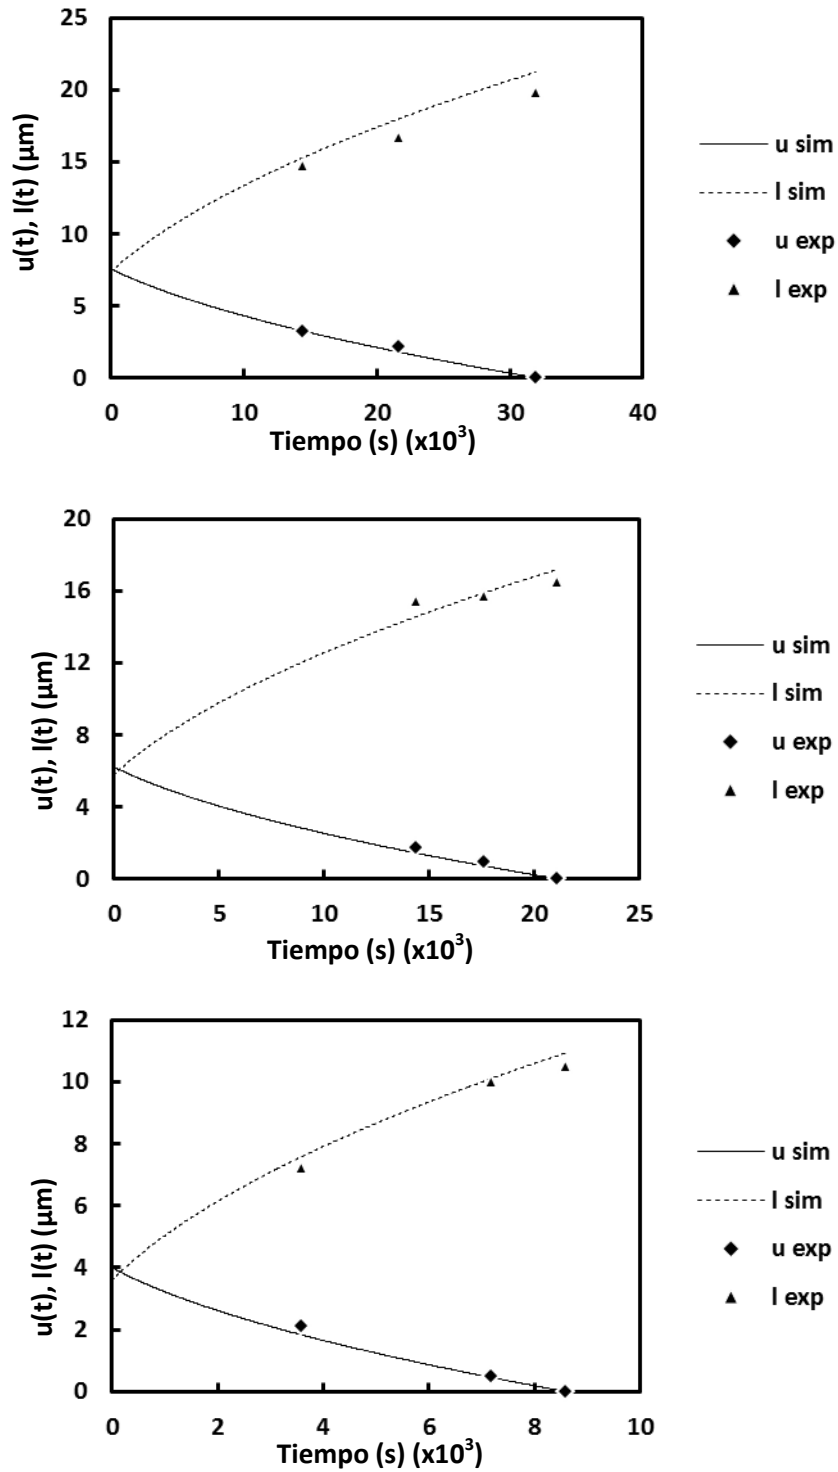 25
20
15
10
5
0
u(t), l(t) (μm)
0 10 20 30 40
Tiempo (s) (x10³)
u sim
l sim
u exp
l exp
20
16
12
8
4
0
u(t), l(t) (μm)
0 5 10 15 20 25
Tiempo (s) (x10³)
u sim
l sim
u exp
l exp
12
10
8
6
4
2
0
u(t), l(t) (μm)
0 2 4 6 8 10
Tiempo (s) (x10³)
u sim
l sim
u exp
l exp